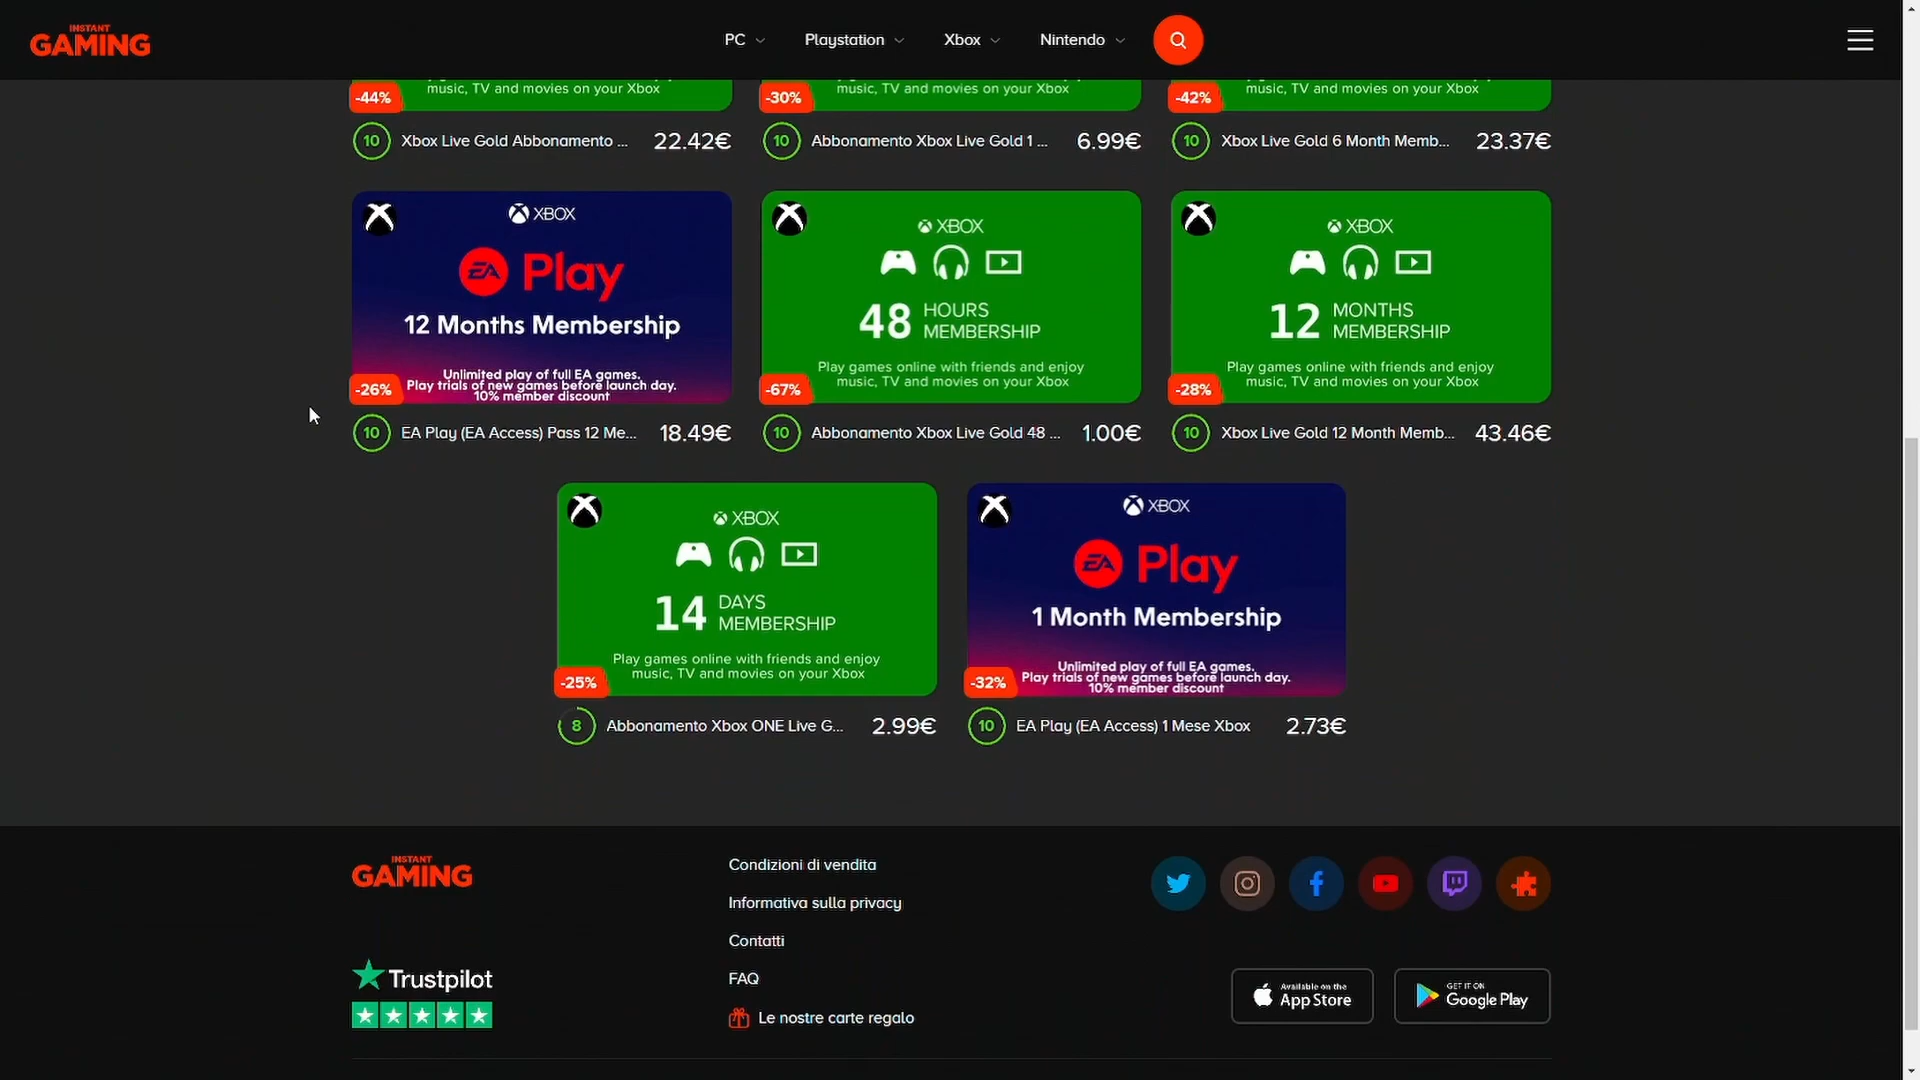 INSTANT
GAMING
PC
Playstation
Xbox
Nintendo
music, TV and movies on your Xbox
-44%
music, TV and movies on your Xbox
-30%
music, TV and movies on your Xbox
-42%
10
Xbox Live Gold Abbonamento ...
22.42€
10
Abbonamento Xbox Live Gold 1 ...
6.99€
10
Xbox Live Gold 6 Month Memb...
23.37€
XBOX
EA Play
12 Months Membership
Unlimited play of full EA games.
Play trials of new games before launch day.
10% member discount
-26%
XBOX
48 HOURS
MEMBERSHIP
Play games online with friends and enjoy
music, TV and movies on your Xbox
-67%
XBOX
12 MONTHS
MEMBERSHIP
Play games online with friends and enjoy
music, TV and movies on your Xbox
-28%
10
EA Play (EA Access) Pass 12 Me...
18.49€
10
Abbonamento Xbox Live Gold 48 ...
1.00€
10
Xbox Live Gold 12 Month Memb...
43.46€
XBOX
14 DAYS
MEMBERSHIP
Play games online with friends and enjoy
music, TV and movies on your Xbox
-25%
XBOX
EA Play
1 Month Membership
Unlimited play of full EA games.
Play trials of new games before launch day.
10% member discount
-32%
8
Abbonamento Xbox ONE Live G...
2.99€
10
EA Play (EA Access) 1 Mese Xbox
2.73€
INSTANT
GAMING
Trustpilot
Condizioni di vendita
Informativa sulla privacy
Contatti
FAQ
Le nostre carte regalo
Available on the
App Store
GET IT ON
Google Play